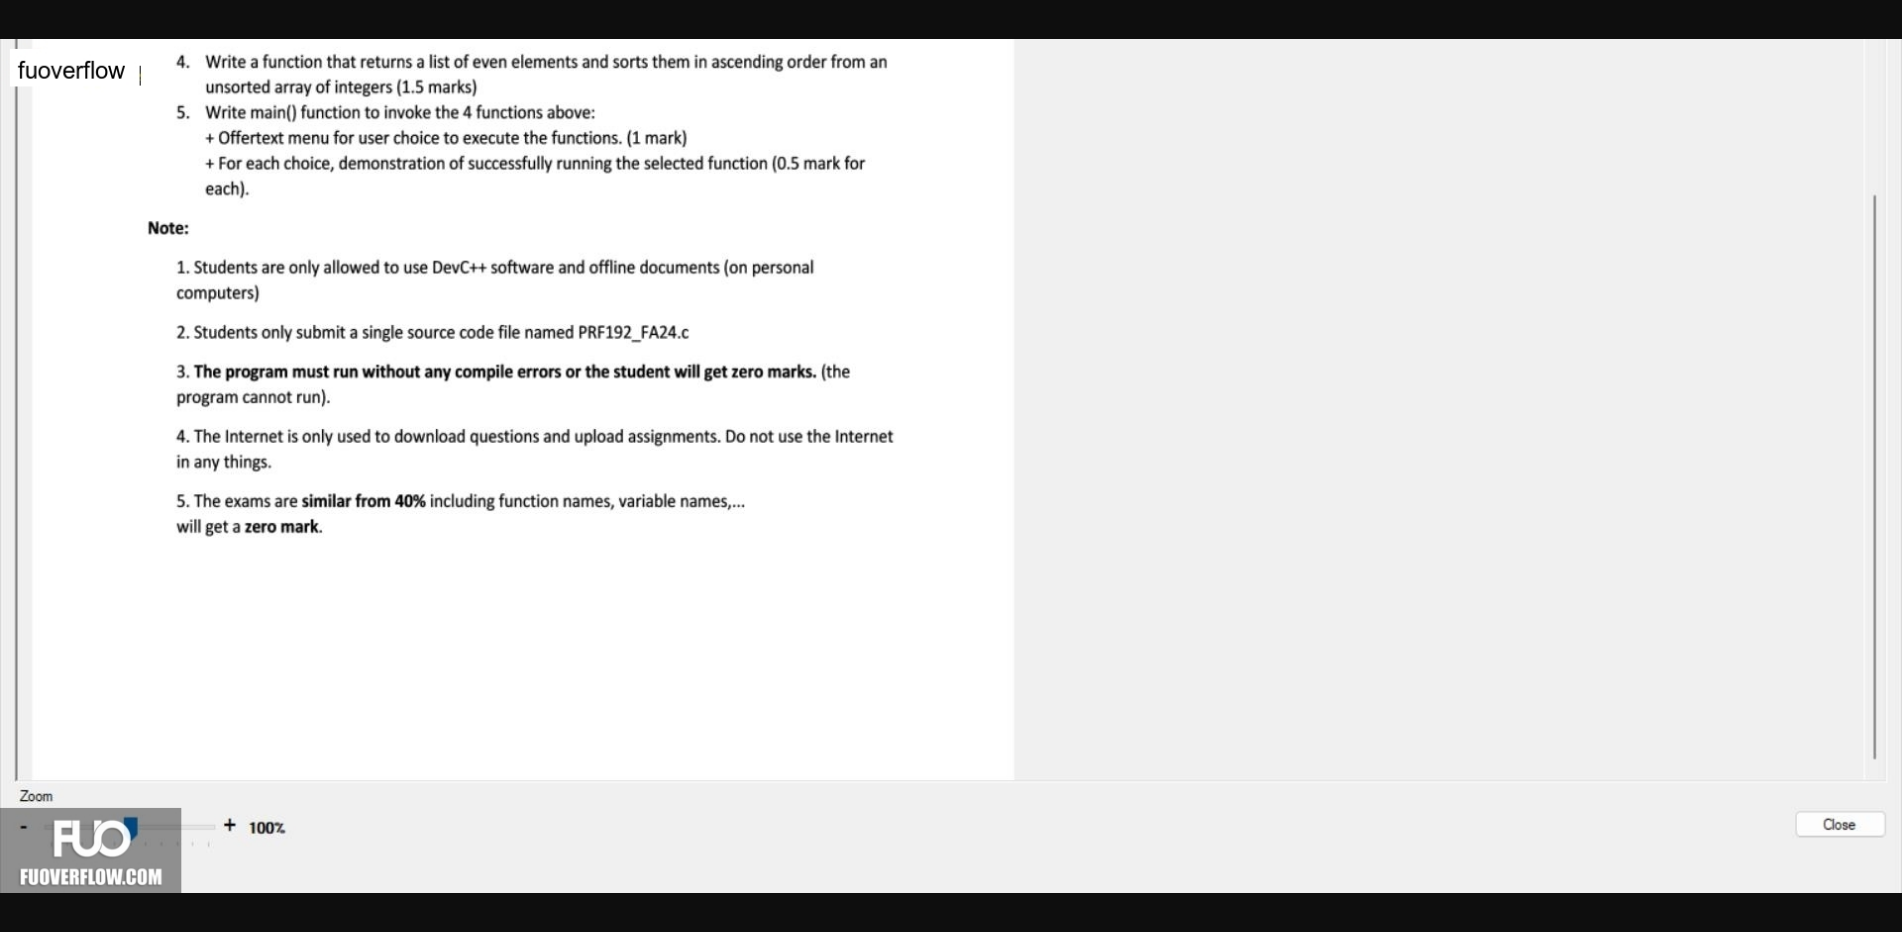 fuoverflow
4. Write a function that returns a list of even elements and sorts them in ascending order from an
unsorted array of integers (1.5 marks)
5. Write main() function to invoke the 4 functions above:
+ Offertext menu for user choice to execute the functions. (1 mark)
+ For each choice, demonstration of successfully running the selected function (0.5 mark for
each).
Note:
1. Students are only allowed to use DevC++ software and offline documents (on personal
computers)
2. Students only submit a single source code file named PRF192_FA24.c
3. The program must run without any compile errors or the student will get zero marks. (the
program cannot run).
4. The Internet is only used to download questions and upload assignments. Do not use the Internet
in any things.
5. The exams are similar from 40% including function names, variable names,...
will get a zero mark.
Zoom
- + 100%
Close
FUO
FUOVERFLOW.COM